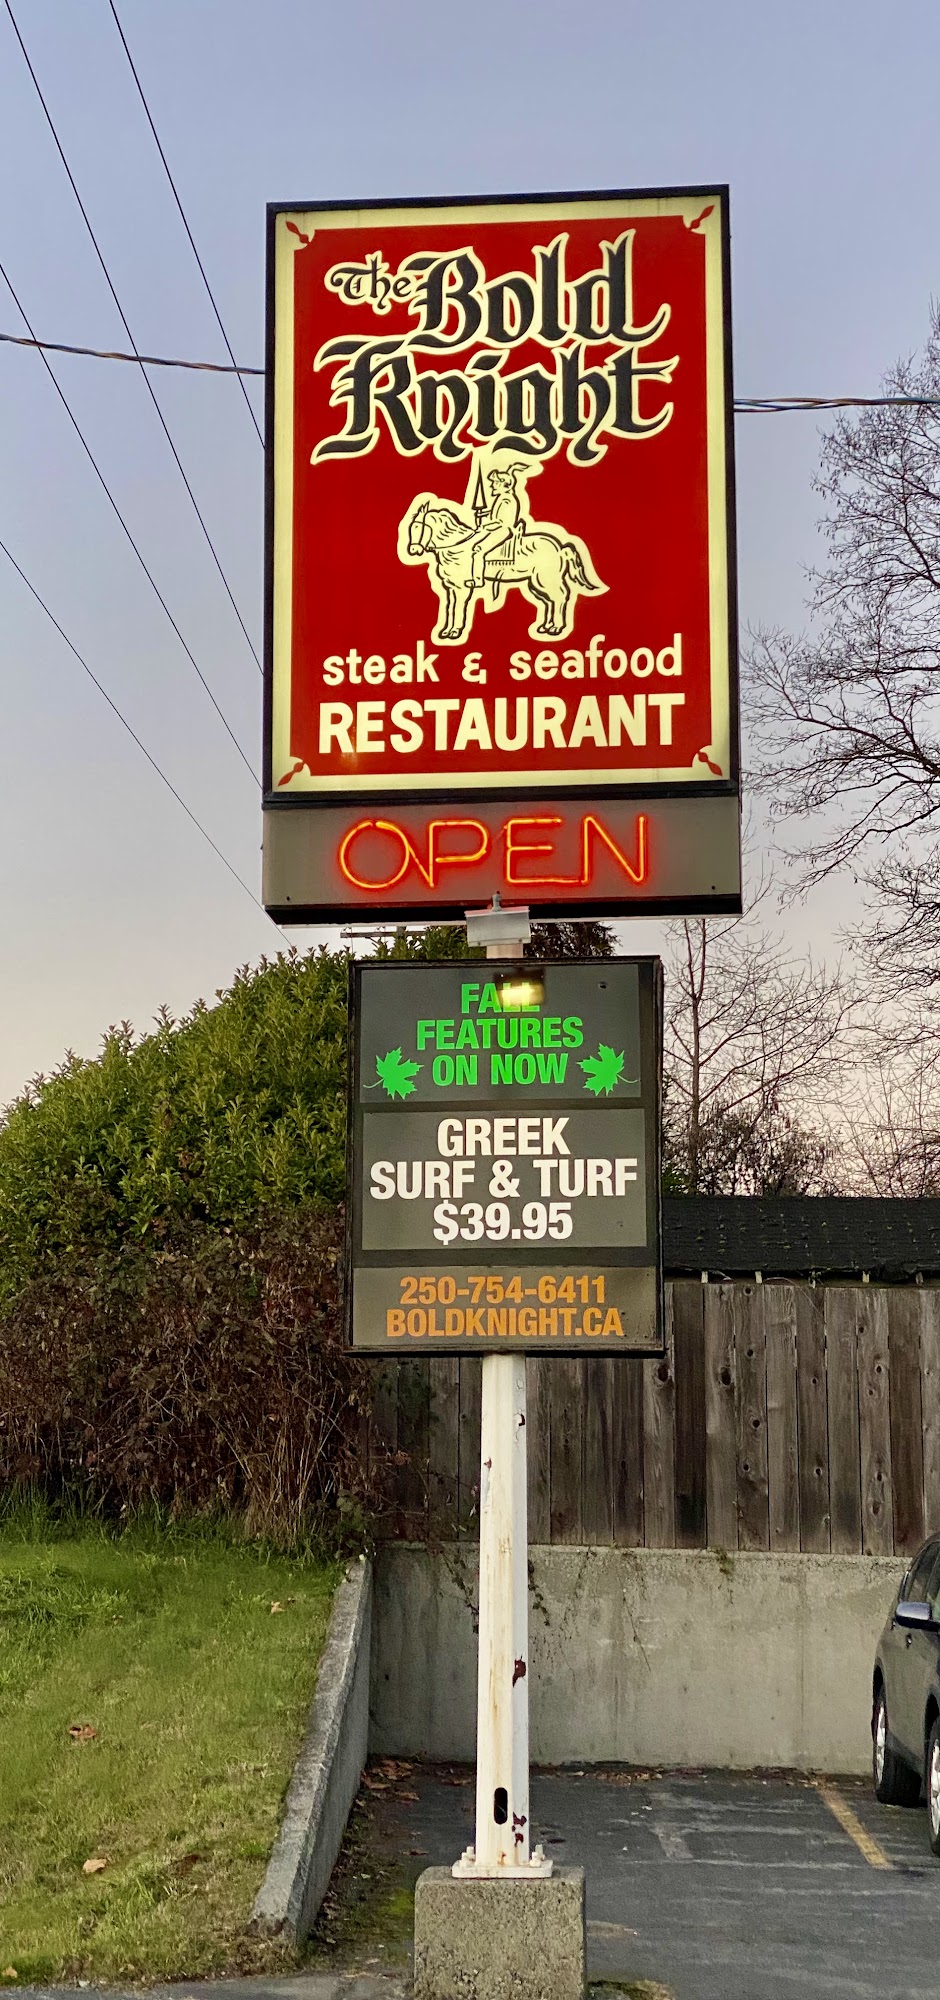 The Bold
Knight
steak & seafood
RESTAURANT
OPEN
FALL
FEATURES
ON NOW
GREEK
SURF & TURF
$39.95
250-754-6411
BOLDKNIGHT.CA